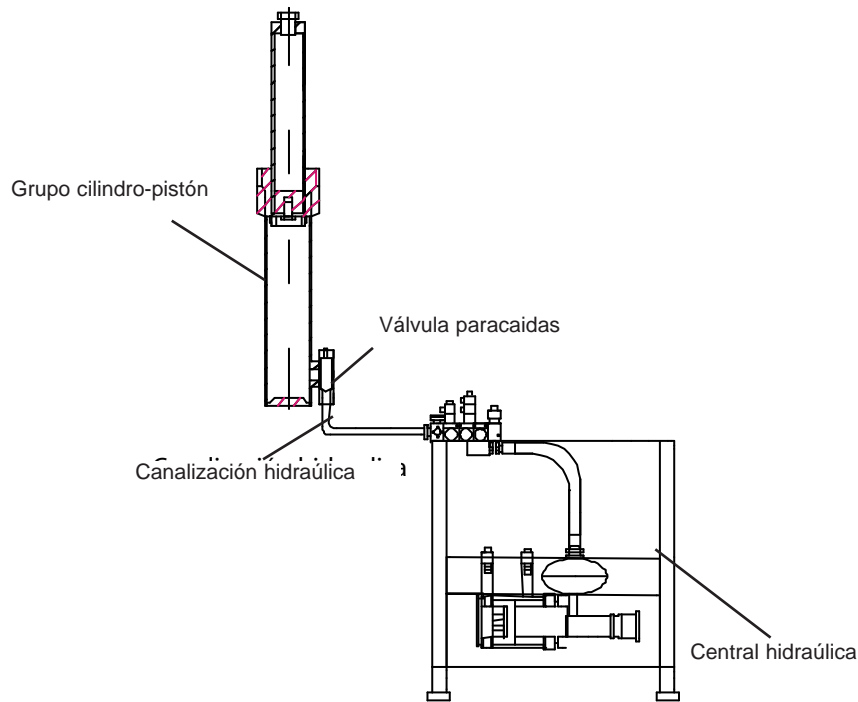 Grupo cilindro-pistón
Válvula paracaidas
Canalización hidraúlica
Central hidraúlica